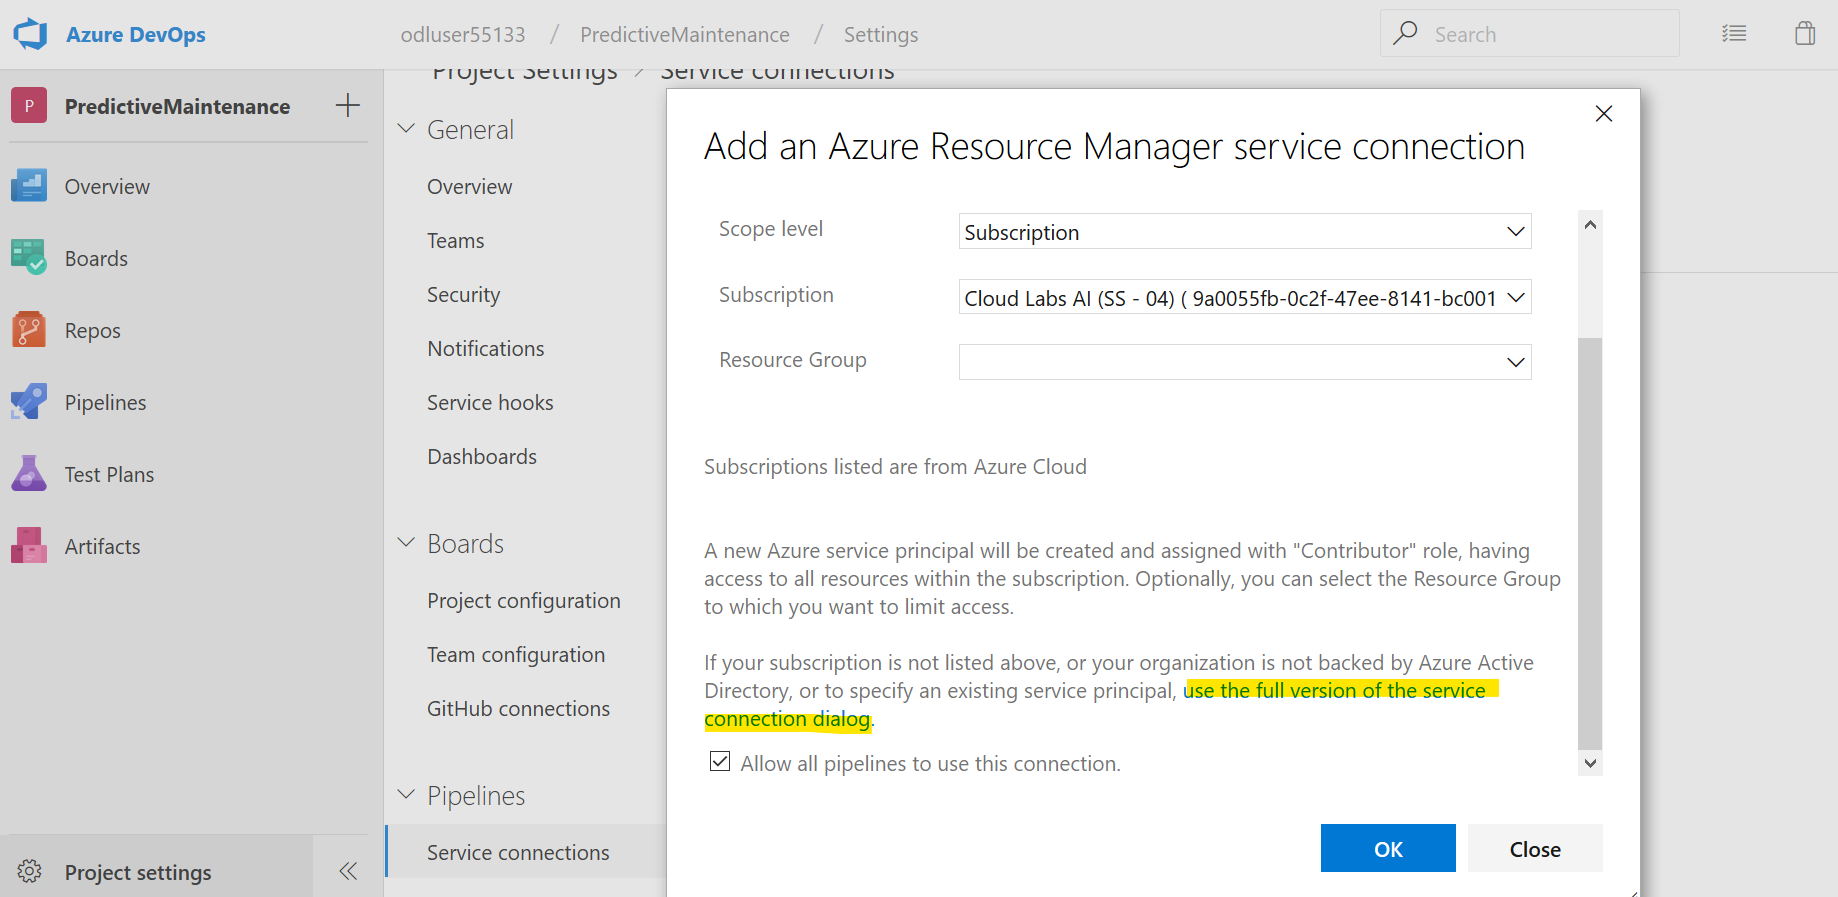 Azure DevOps
odluser55133 / PredictiveMaintenance / Settings
Search
P PredictiveMaintenance
Overview
Boards
Repos
Pipelines
Test Plans
Artifacts
Project settings
Project Settings > Service connections
General
Overview
Teams
Security
Notifications
Service hooks
Dashboards
Boards
Project configuration
Team configuration
GitHub connections
Pipelines
Service connections
Add an Azure Resource Manager service connection
Scope level
Subscription
Subscription
Cloud Labs AI (SS - 04) ( 9a0055fb-0c2f-47ee-8141-bc001
Resource Group
Subscriptions listed are from Azure Cloud
A new Azure service principal will be created and assigned with "Contributor" role, having
access to all resources within the subscription. Optionally, you can select the Resource Group
to which you want to limit access.
If your subscription is not listed above, or your organization is not backed by Azure Active
Directory, or to specify an existing service principal, use the full version of the service
connection dialog.
Allow all pipelines to use this connection.
OK
Close